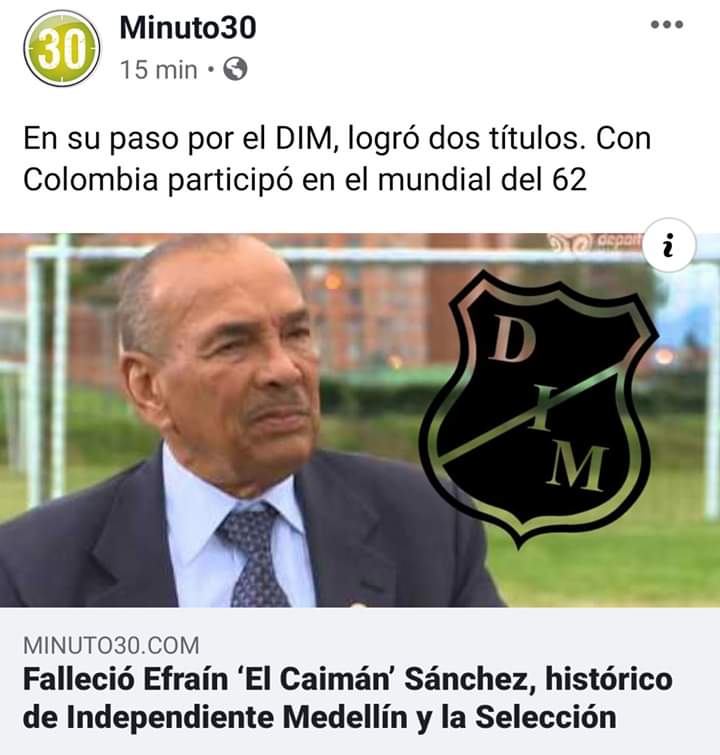 30
Minuto30
15 min
En su paso por el DIM, logró dos títulos. Con
Colombia participó en el mundial del 62
deport
i
D
I
M
MINUTO30.COM
Falleció Efraín ‘El Caimán’ Sánchez, histórico
de Independiente Medellín y la Selección